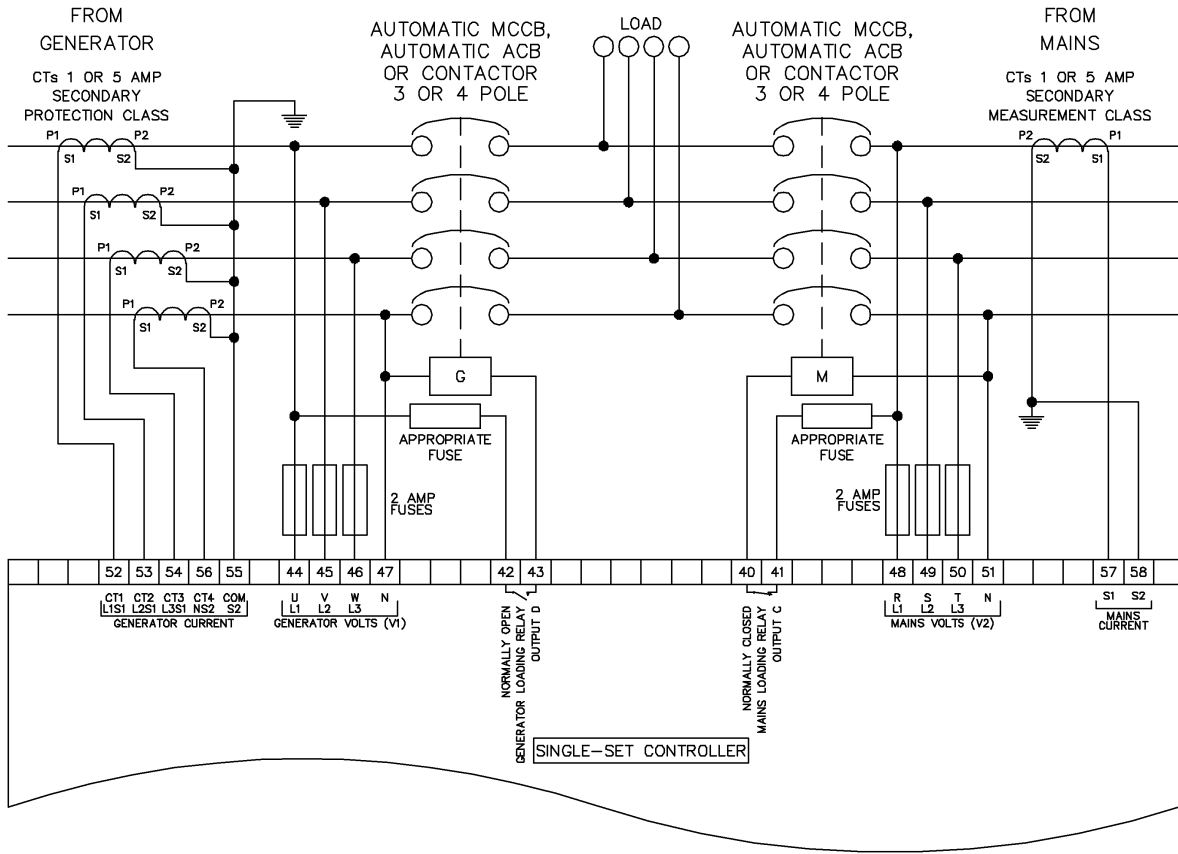 FROM
GENERATOR
CTs 1 OR 5 AMP
SECONDARY
PROTECTION CLASS
AUTOMATIC MCCB,
AUTOMATIC ACB
OR CONTACTOR
3 OR 4 POLE
LOAD
AUTOMATIC MCCB,
AUTOMATIC ACB
OR CONTACTOR
3 OR 4 POLE
FROM
MAINS
CTs 1 OR 5 AMP
SECONDARY
MEASUREMENT CLASS
P1 P2
S1 S2
P1 P2
S1 S2
P1 P2
S1 S2
P1 P2
S1 S2
P2 P1
S2 S1
G
APPROPRIATE
FUSE
2 AMP
FUSES
M
APPROPRIATE
FUSE
2 AMP
FUSES
52 53 54 56 55 44 45 46 47 42 43 40 41 48 49 50 51 57 58
CT1 CT2 CT3 CT4 COM
L1S1 L2S1 L3S1 NS2 S2
GENERATOR CURRENT
U V W N
L1 L2 L3
GENERATOR VOLTS (V1)
NORMALLY OPEN
GENERATOR LOADING RELAY
OUTPUT D
NORMALLY CLOSED
MAINS LOADING RELAY
OUTPUT C
R S T N
L1 L2 L3
MAINS VOLTS (V2)
S1 S2
MAINS
CURRENT
SINGLE-SET CONTROLLER